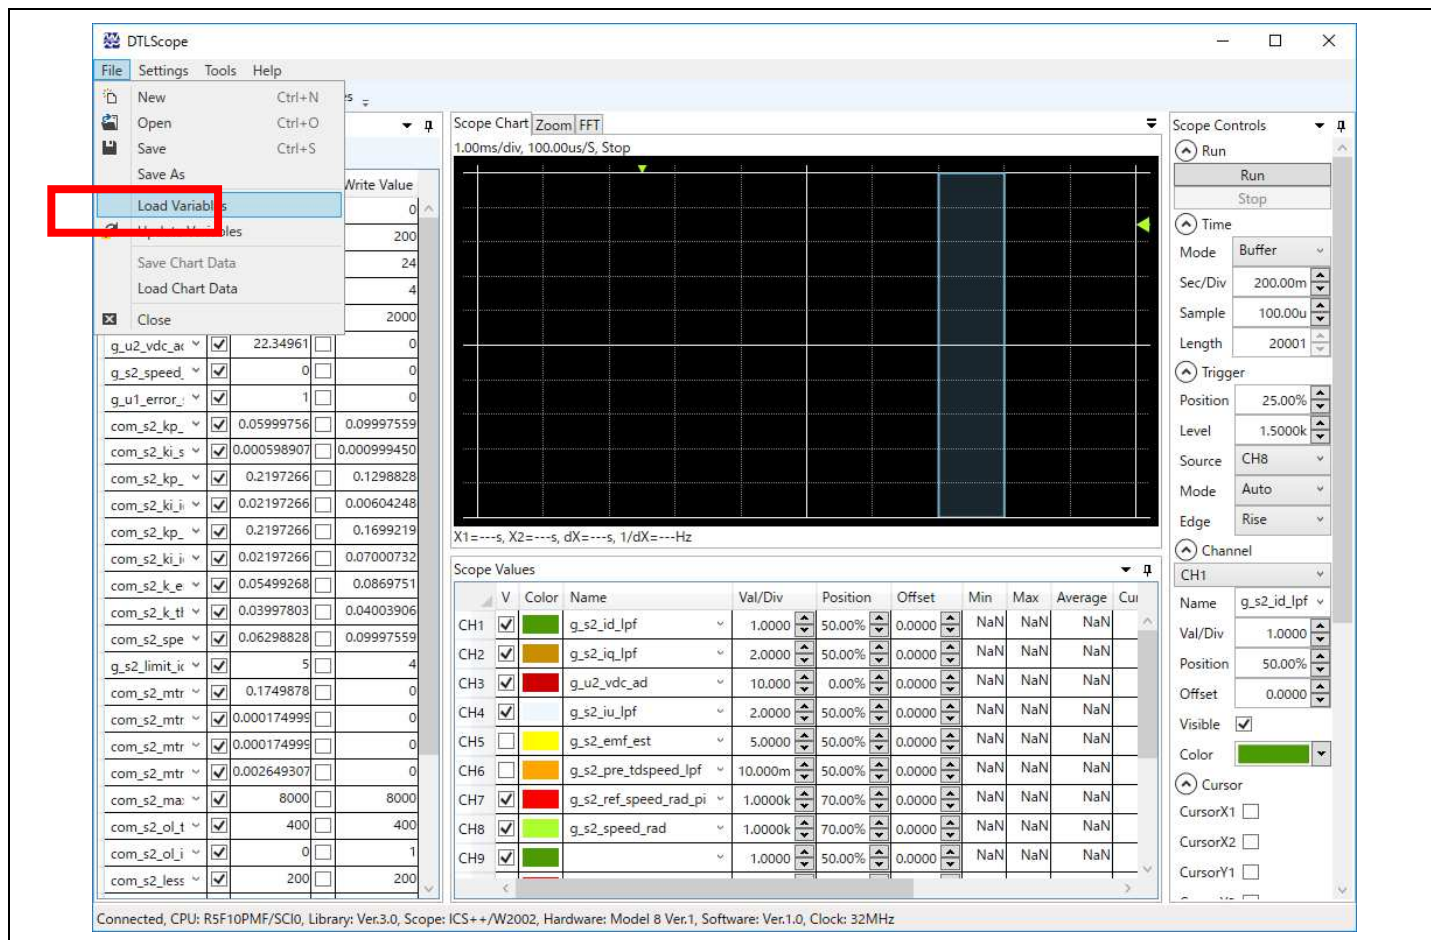 DTLScope
File Settings Tools Help
New Ctrl+N
Open Ctrl+O
Save Ctrl+S
Save As
Load Variables
Update Variables
Save Chart Data
Load Chart Data
Close
Write Value
0
200
24
4
2000
g_u2_vdc_ac 22.34961 0
g_s2_speed_ 0 0
g_u1_error_ 1 0
com_s2_kp_ 0.05999756 0.09997559
com_s2_ki_s 0.000598907 0.000999450
com_s2_kp_ 0.2197266 0.1298828
com_s2_ki_i 0.02197266 0.00604248
com_s2_kp_ 0.2197266 0.1699219
com_s2_ki_i 0.02197266 0.07000732
com_s2_k_e 0.05499268 0.0869751
com_s2_k_tl 0.03997803 0.04003906
com_s2_spe 0.06298828 0.09997559
g_s2_limit_ic 5 4
com_s2_mtr 0.1749878 0
com_s2_mtr 0.000174999 0
com_s2_mtr 0.000174999 0
com_s2_mtr 0.002649307 0
com_s2_ma 8000 8000
com_s2_ol_t 400 400
com_s2_ol_i 0 1
com_s2_less 200 200
Scope Chart Zoom FFT
1.00ms/div, 100.00us/S, Stop
X1=---s, X2=---s, dX=---s, 1/dX=---Hz
Scope Values
V Color Name Val/Div Position Offset Min Max Average Cu
CH1 g_s2_id_lpf 1.0000 50.00% 0.0000 NaN NaN NaN
CH2 g_s2_iq_lpf 2.0000 50.00% 0.0000 NaN NaN NaN
CH3 g_u2_vdc_ad 10.000 0.00% 0.0000 NaN NaN NaN
CH4 g_s2_iu_lpf 2.0000 50.00% 0.0000 NaN NaN NaN
CH5 g_s2_emf_est 5.0000 50.00% 0.0000 NaN NaN NaN
CH6 g_s2_pre_tdspeed_lpf 10.000m 50.00% 0.0000 NaN NaN NaN
CH7 g_s2_ref_speed_rad_pi 1.0000k 70.00% 0.0000 NaN NaN NaN
CH8 g_s2_speed_rad 1.0000k 70.00% 0.0000 NaN NaN NaN
CH9 1.0000 50.00% 0.0000 NaN NaN NaN
Scope Controls
Run
Run
Stop
Time
Mode Buffer
Sec/Div 200.00m
Sample 100.00u
Length 20001
Trigger
Position 25.00%
Level 1.5000k
Source CH8
Mode Auto
Edge Rise
Channel
CH1
Name g_s2_id_lpf
Val/Div 1.0000
Position 50.00%
Offset 0.0000
Visible
Color
Cursor
CursorX1
CursorX2
CursorY1
Connected, CPU: R5F10PMF/SCI0, Library: Ver.3.0, Scope: ICS++/W2002, Hardware: Model 8 Ver.1, Software: Ver.1.0, Clock: 32MHz